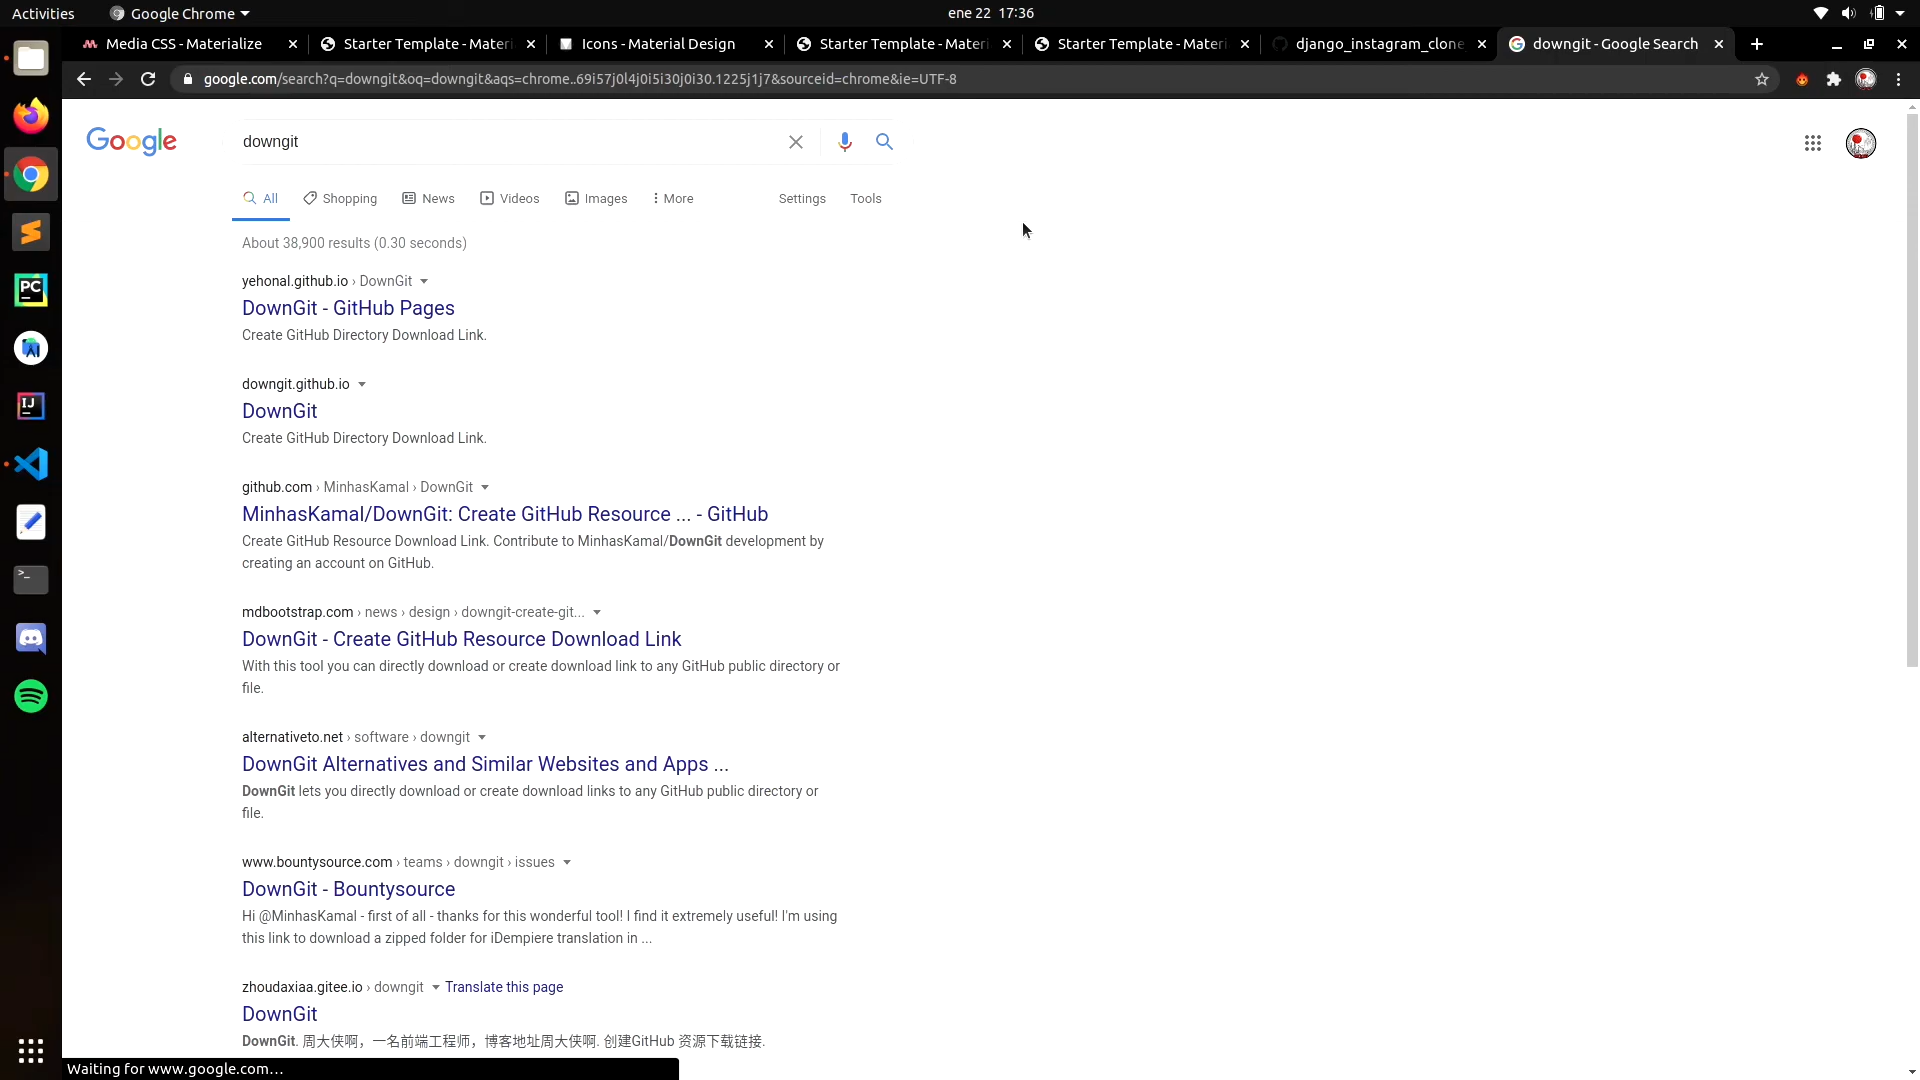 Activities
Google Chrome
ene 22 17:36
Media CSS - Materialize
Starter Template - Materi
Icons - Material Design
Starter Template - Materi
Starter Template - Materi
django_instagram_clone
downgit - Google Search
google.com/search?q=downgit&oq=downgit&aqs=chrome..69i57j0l4j0i5i30j0i30.1225j1j7&sourceid=chrome&ie=UTF-8
Google
downgit
All
Shopping
News
Videos
Images
More
Settings
Tools
About 38,900 results (0.30 seconds)
yehonal.github.io › DownGit
DownGit - GitHub Pages
Create GitHub Directory Download Link.
downgit.github.io
DownGit
Create GitHub Directory Download Link.
github.com › MinhasKamal › DownGit
MinhasKamal/DownGit: Create GitHub Resource ... - GitHub
Create GitHub Resource Download Link. Contribute to MinhasKamal/DownGit development by
creating an account on GitHub.
mdbootstrap.com › news › design › downgit-create-git...
DownGit - Create GitHub Resource Download Link
With this tool you can directly download or create download link to any GitHub public directory or
file.
alternativeto.net › software › downgit
DownGit Alternatives and Similar Websites and Apps ...
DownGit lets you directly download or create download links to any GitHub public directory or
file.
www.bountysource.com › teams › downgit › issues
DownGit - Bountysource
Hi @MinhasKamal - first of all - thanks for this wonderful tool! I find it extremely useful! I'm using
this link to download a zipped folder for iDempiere translation in ...
zhoudaxiaa.gitee.io › downgit Translate this page
DownGit
DownGit. 周大侠啊，一名前端工程师，博客地址周大侠啊. 创建GitHub 资源下载链接.
Waiting for www.google.com...
PC
IJ